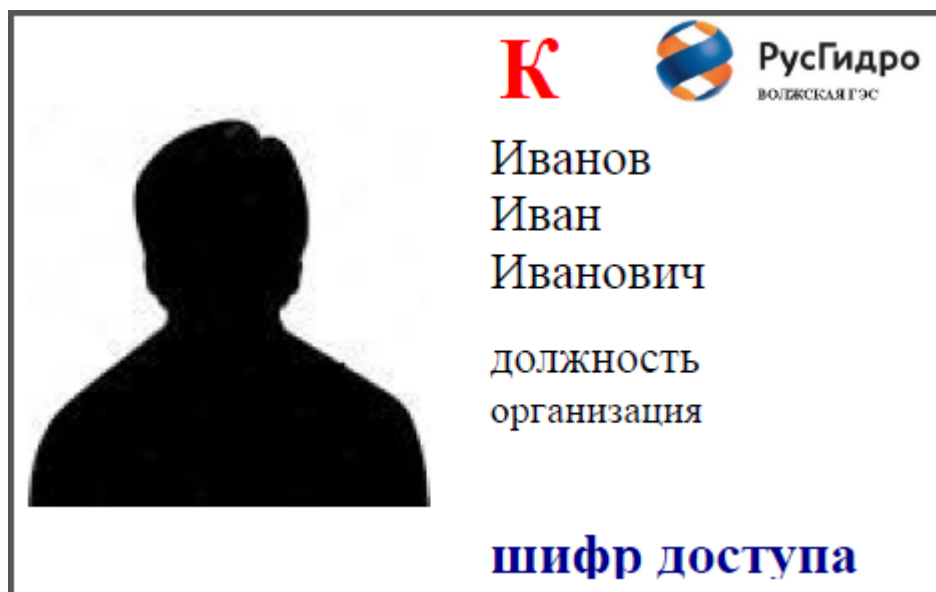 К
РусГидро
ВОЛЖСКАЯ ГЭС
Иванов
Иван
Иванович
должность
организация
шифр доступа